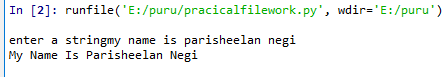 In [2]: runfile('E:/puru/pracicalfilework.py', wdir='E:/puru')
enter a stringmy name is parisheelan negi
My Name Is Parisheelan Negi